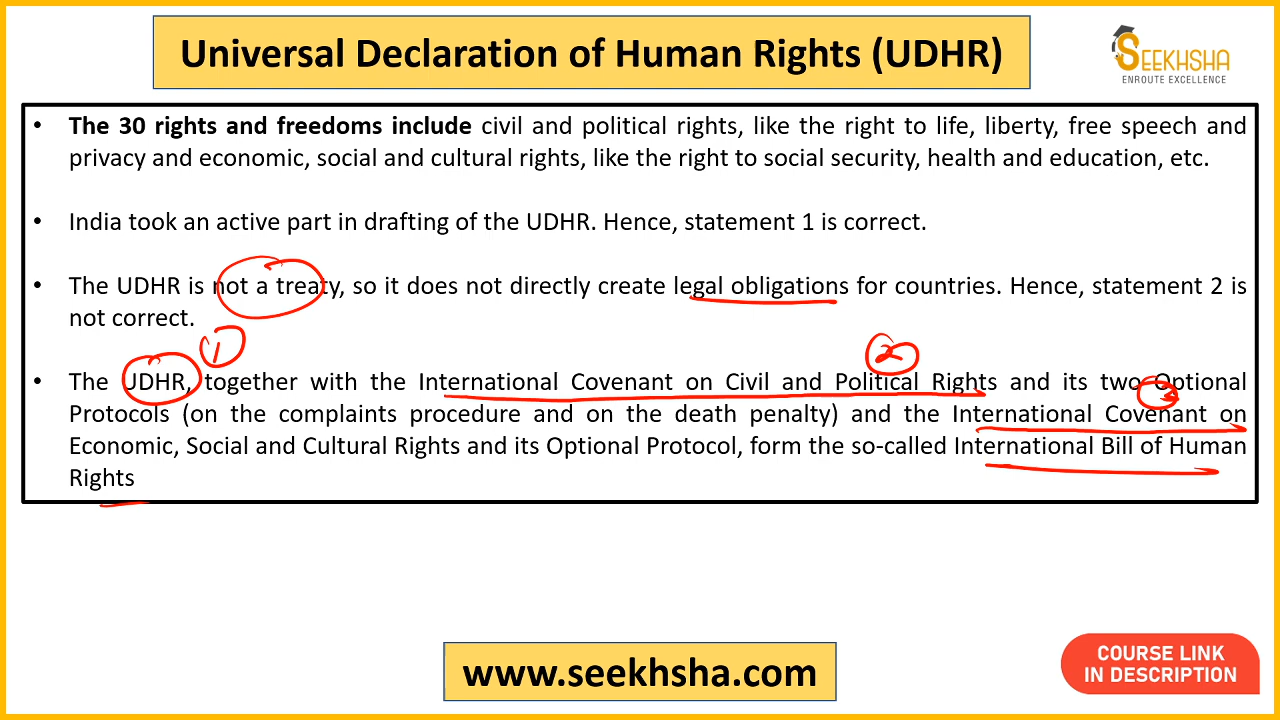 Universal Declaration of Human Rights (UDHR)
SEEKHSHA
ENROUTE EXCELLENCE
• The 30 rights and freedoms include civil and political rights, like the right to life, liberty, free speech and
privacy and economic, social and cultural rights, like the right to social security, health and education, etc.
• India took an active part in drafting of the UDHR. Hence, statement 1 is correct.
• The UDHR is not a treaty, so it does not directly create legal obligations for countries. Hence, statement 2 is
not correct.
1
2
• The UDHR, together with the International Covenant on Civil and Political Rights and its two Optional
3
Protocols (on the complaints procedure and on the death penalty) and the International Covenant on
Economic, Social and Cultural Rights and its Optional Protocol, form the so-called International Bill of Human
Rights
www.seekhsha.com
COURSE LINK
IN DESCRIPTION